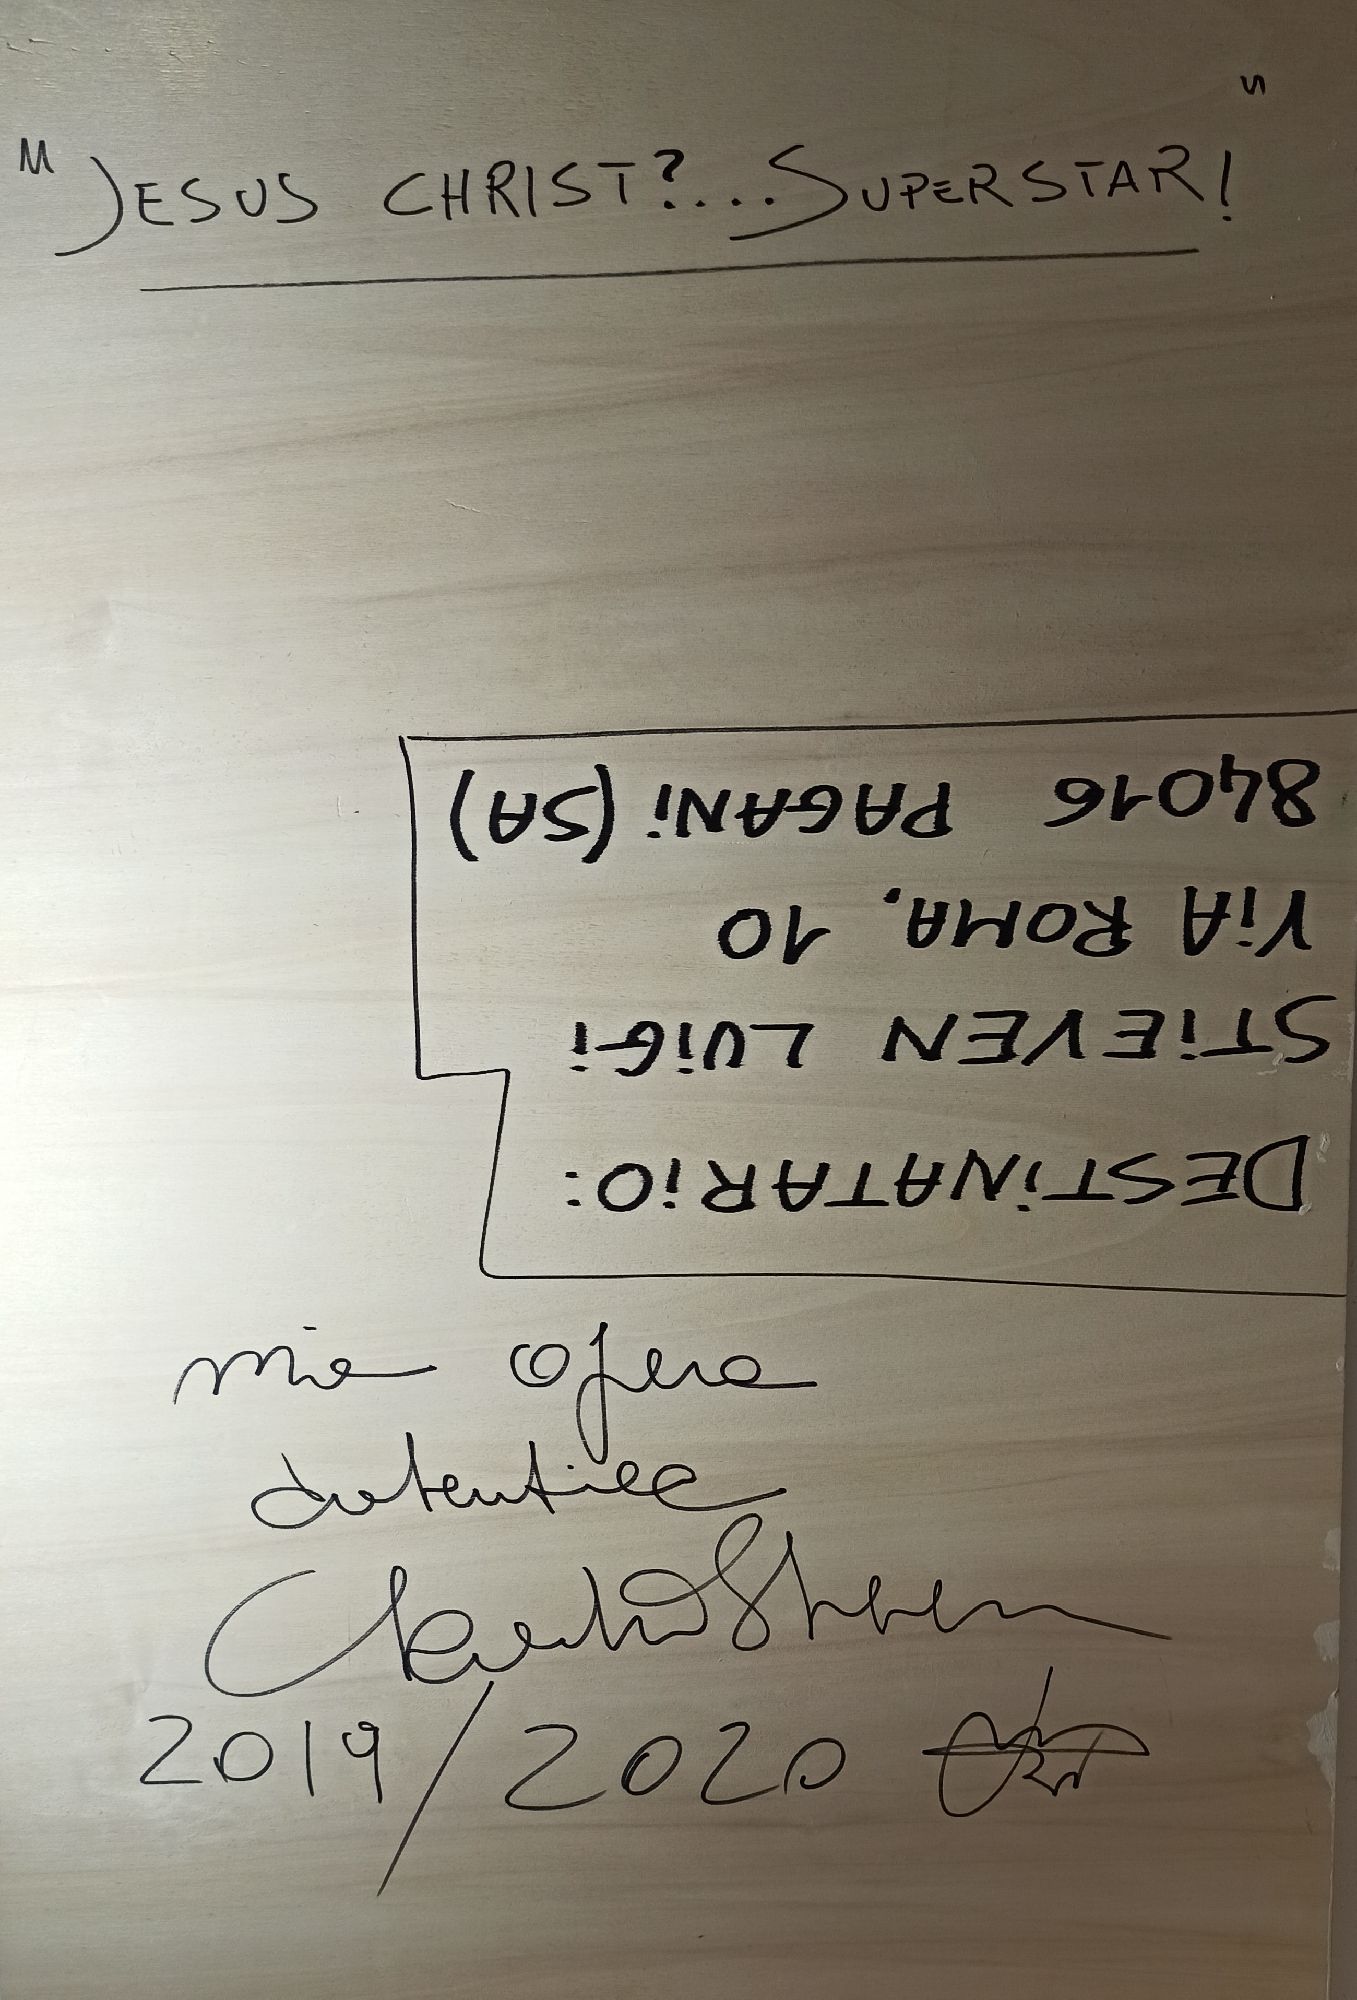 "JESUS CHRIST?...SUPERSTAR!"
DESTINATARIO:
STIEVEN LUIGI
VIA ROMA, 10
84016 PAGANI (SA)
mia opera
autentica
2019/2020